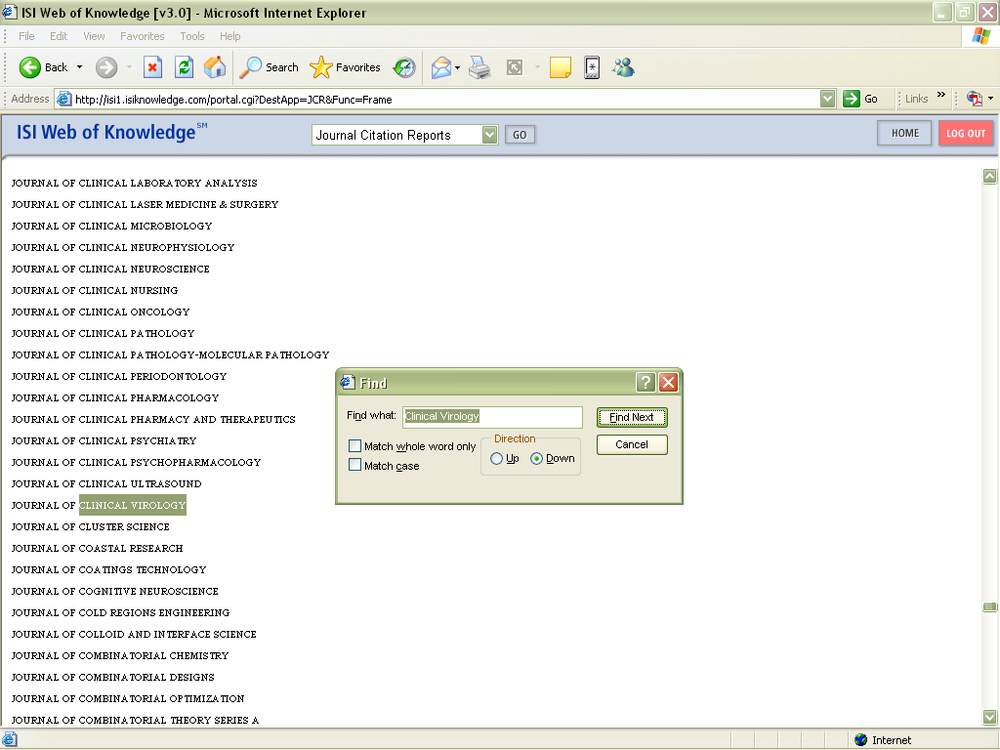 ISI Web of Knowledge [v3.0] - Microsoft Internet Explorer
File Edit View Favorites Tools Help
Back Search Favorites
Address http://isi1.isiknowledge.com/portal.cgi?DestApp=JCR&Func=Frame Go Links »
ISI Web of Knowledge SM Journal Citation Reports GO HOME LOG OUT
JOURNAL OF CLINICAL LABORATORY ANALYSIS
JOURNAL OF CLINICAL LASER MEDICINE & SURGERY
JOURNAL OF CLINICAL MICROBIOLOGY
JOURNAL OF CLINICAL NEUROPHYSIOLOGY
JOURNAL OF CLINICAL NEUROSCIENCE
JOURNAL OF CLINICAL NURSING
JOURNAL OF CLINICAL ONCOLOGY
JOURNAL OF CLINICAL PATHOLOGY
JOURNAL OF CLINICAL PATHOLOGY-MOLECULAR PATHOLOGY
JOURNAL OF CLINICAL PERIODONTOLOGY
JOURNAL OF CLINICAL PHARMACOLOGY
JOURNAL OF CLINICAL PHARMACY AND THERAPEUTICS
JOURNAL OF CLINICAL PSYCHIATRY
JOURNAL OF CLINICAL PSYCHOPHARMACOLOGY
JOURNAL OF CLINICAL ULTRASOUND
JOURNAL OF CLINICAL VIROLOGY
JOURNAL OF CLUSTER SCIENCE
JOURNAL OF COASTAL RESEARCH
JOURNAL OF COATINGS TECHNOLOGY
JOURNAL OF COGNITIVE NEUROSCIENCE
JOURNAL OF COLD REGIONS ENGINEERING
JOURNAL OF COLLOID AND INTERFACE SCIENCE
JOURNAL OF COMBINATORIAL CHEMISTRY
JOURNAL OF COMBINATORIAL DESIGNS
JOURNAL OF COMBINATORIAL OPTIMIZATION
JOURNAL OF COMBINATORIAL THEORY SERIES A
Find
Find what: Clinical Virology Find Next
Match whole word only Direction Cancel
Match case Up Down
Internet